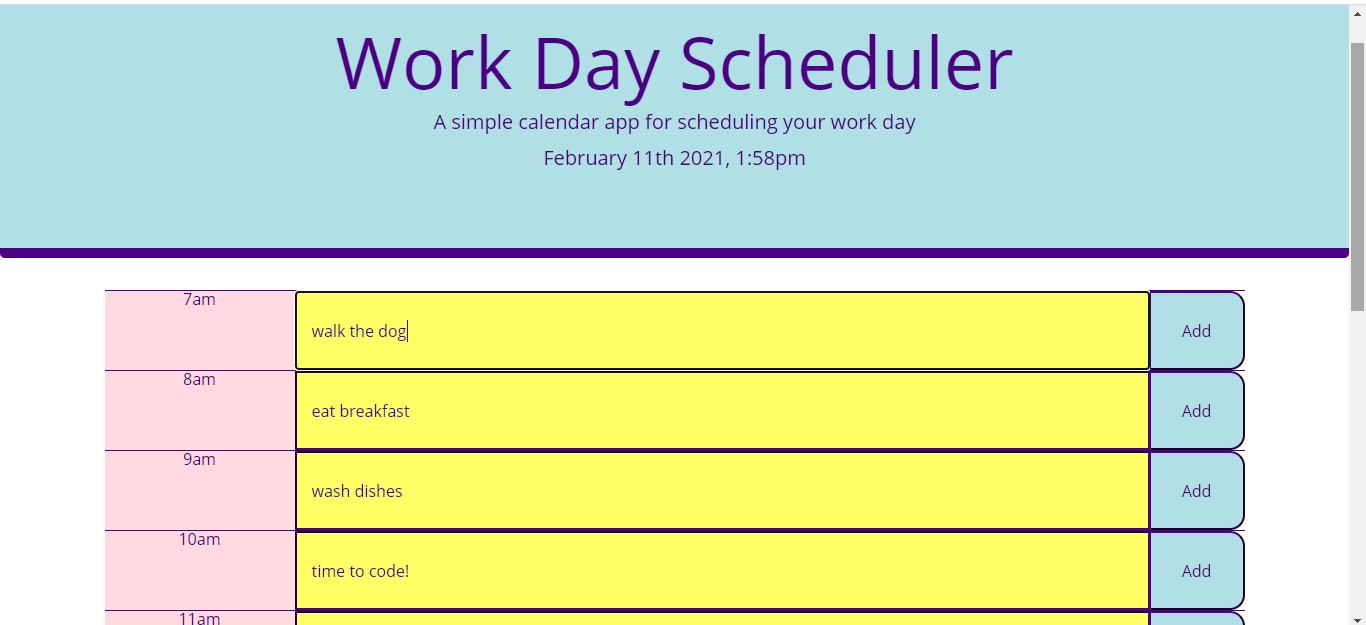 Work Day Scheduler
A simple calendar app for scheduling your work day
February 11th 2021, 1:58pm
7am
walk the dog
Add
8am
eat breakfast
Add
9am
wash dishes
Add
10am
time to code!
Add
11am